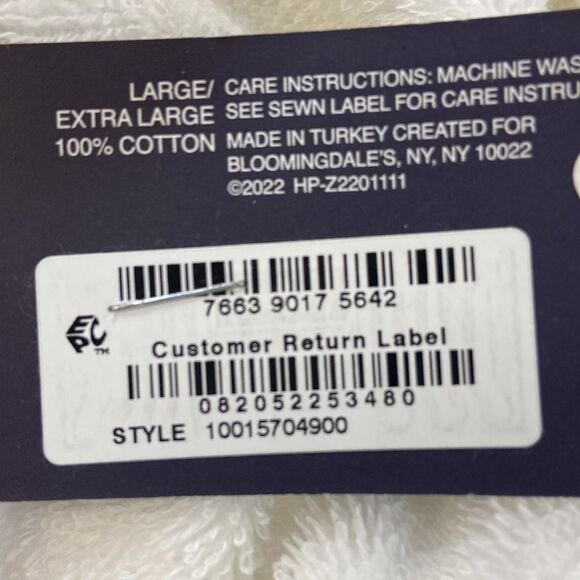 LARGE/ CARE INSTRUCTIONS: MACHINE WAS
EXTRA LARGE SEE SEWN LABEL FOR CARE INSTRU
100% COTTON MADE IN TURKEY CREATED FOR
BLOOMINGDALE'S, NY, NY 10022
©2022 HP-Z2201111
7663 9017 5642
EPC™
Customer Return Label
082052253480
STYLE 10015704900